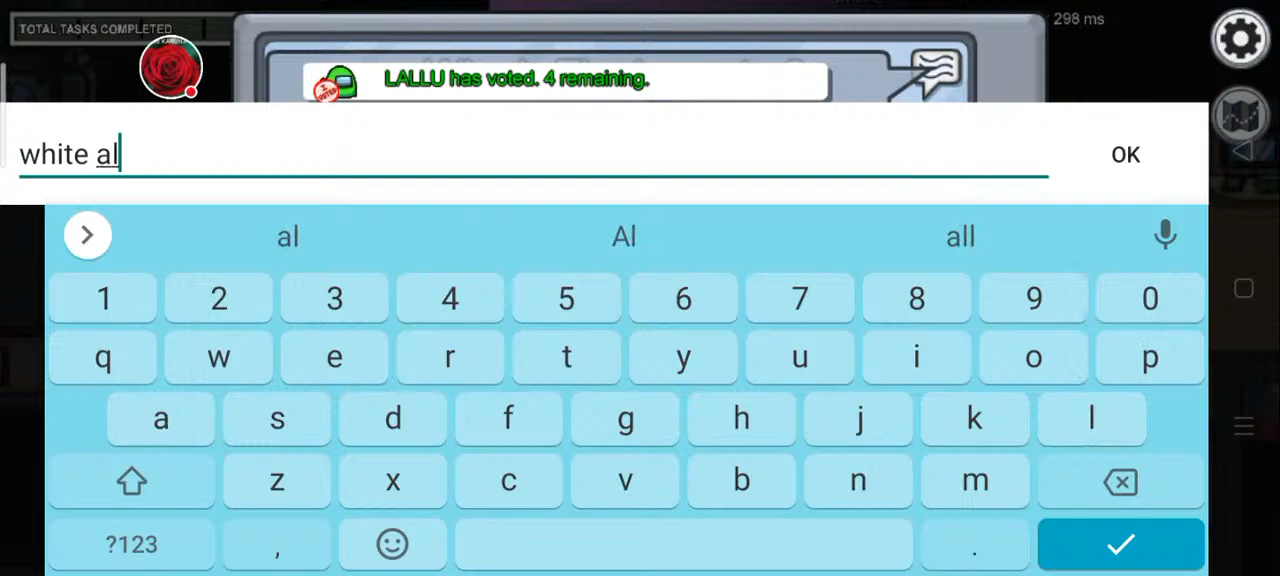 TOTAL TASKS COMPLETED
298 ms
LALLU has voted. 4 remaining.
white al
OK
al Al all
1 2 3 4 5 6 7 8 9 0
q w e r t y u i o p
a s d f g h j k l
z x c v b n m
?123 , .